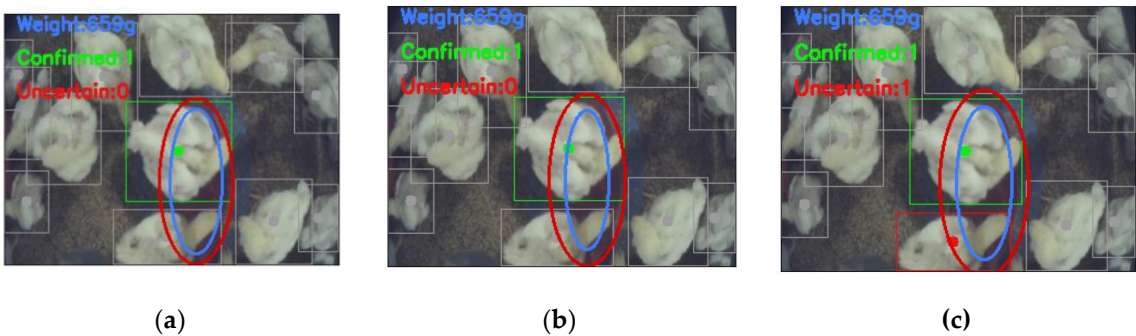 Weight:659g
Confirmed:1
Uncertain:0
(a)
Weight:659g
Confirmed:1
Uncertain:0
(b)
Weight:659g
Confirmed:1
Uncertain:1
(c)